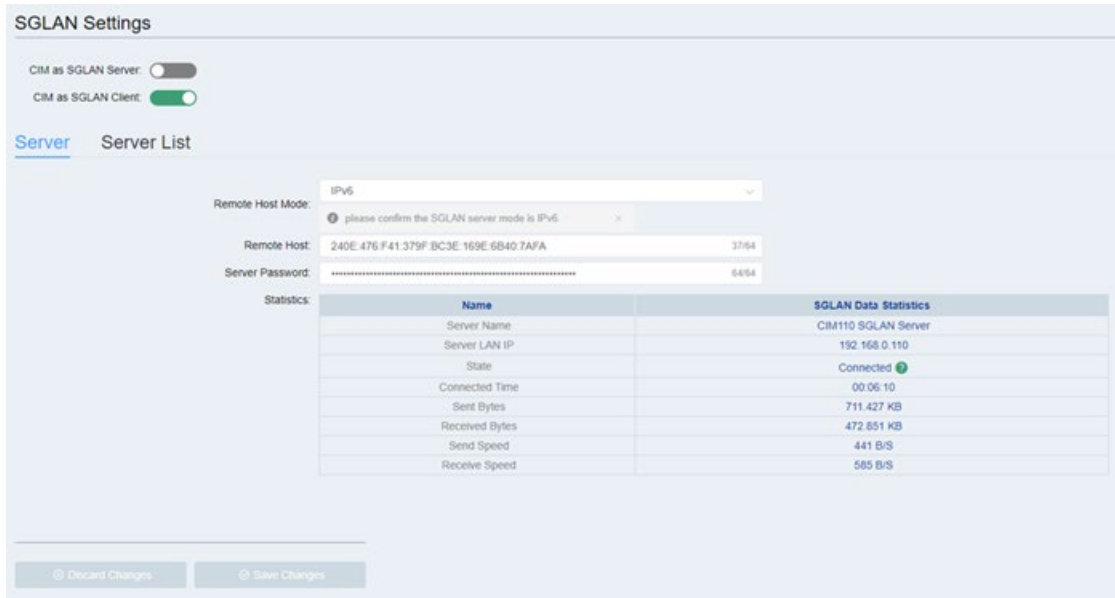 SGLAN Settings
CIM as SGLAN Server:
CIM as SGLAN Client:
Server Server List
Remote Host Mode: IPv6
please confirm the SGLAN server mode is IPv6
Remote Host: 240E:476:F41:379F:BC3E:169E:6B40:7AFA 37/64
Server Password: 64/64
Statistics: Name SGLAN Data Statistics
Server Name CIM110 SGLAN Server
Server LAN IP 192.168.0.110
State Connected
Connected Time 00:06:10
Sent Bytes 711.427 KB
Received Bytes 472.851 KB
Send Speed 441 B/S
Receive Speed 585 B/S
Discard Changes Save Changes